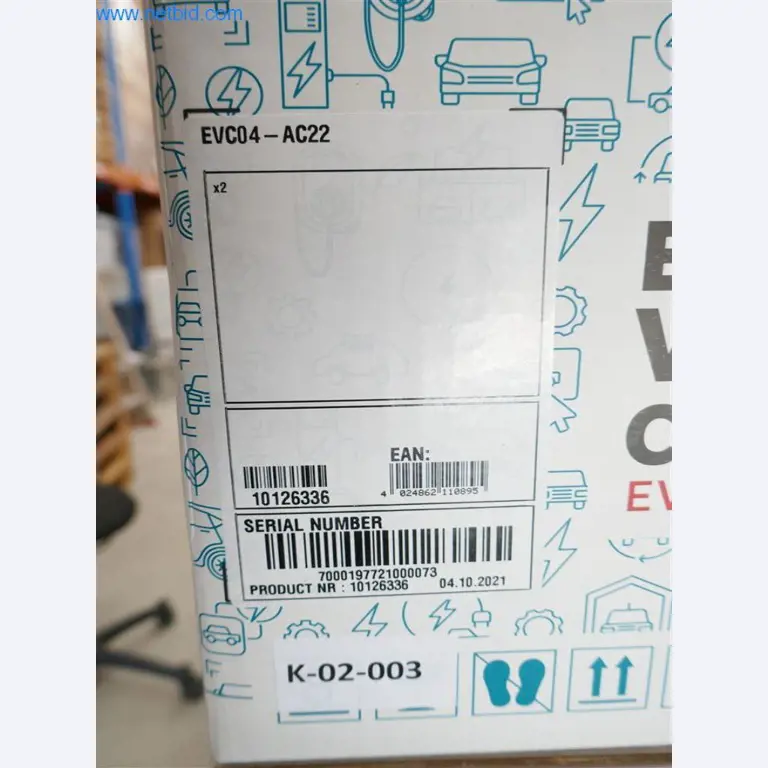 www.netbid.com
EVC04 – AC22
x2
E
V
C
EV
EAN:
10126336
4 024862 110895
SERIAL NUMBER
7000197721000073
PRODUCT NR : 10126336 04.10.2021
K-02-003